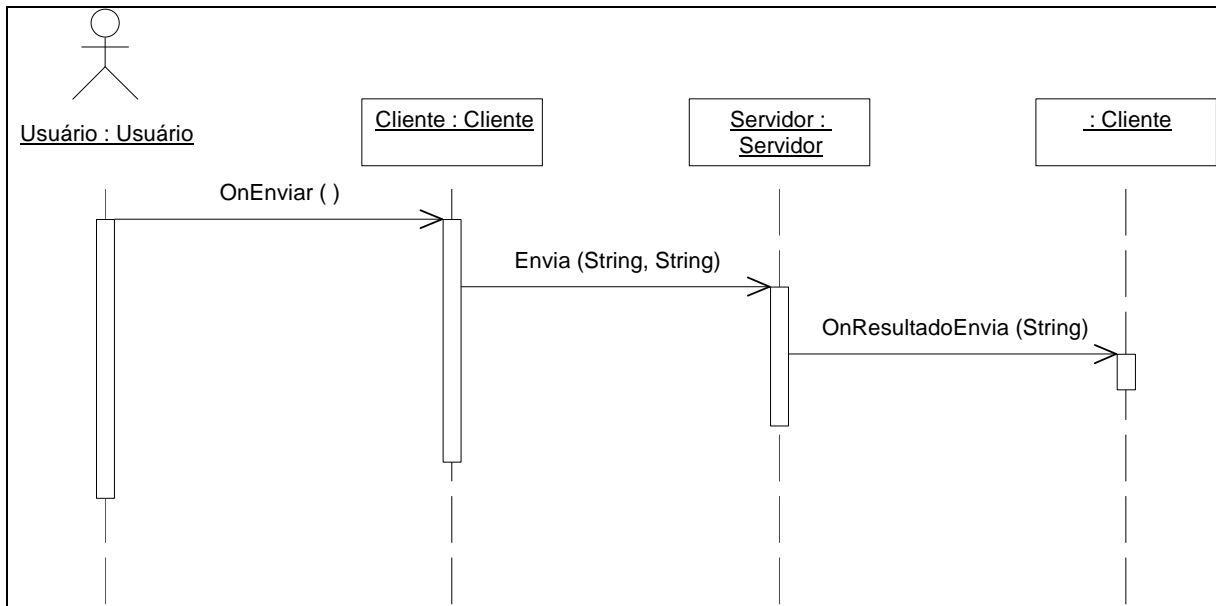 Usuário : Usuário
Cliente : Cliente
Servidor :
Servidor
: Cliente
OnEnviar ( )
Envia (String, String)
OnResultadoEnvia (String)